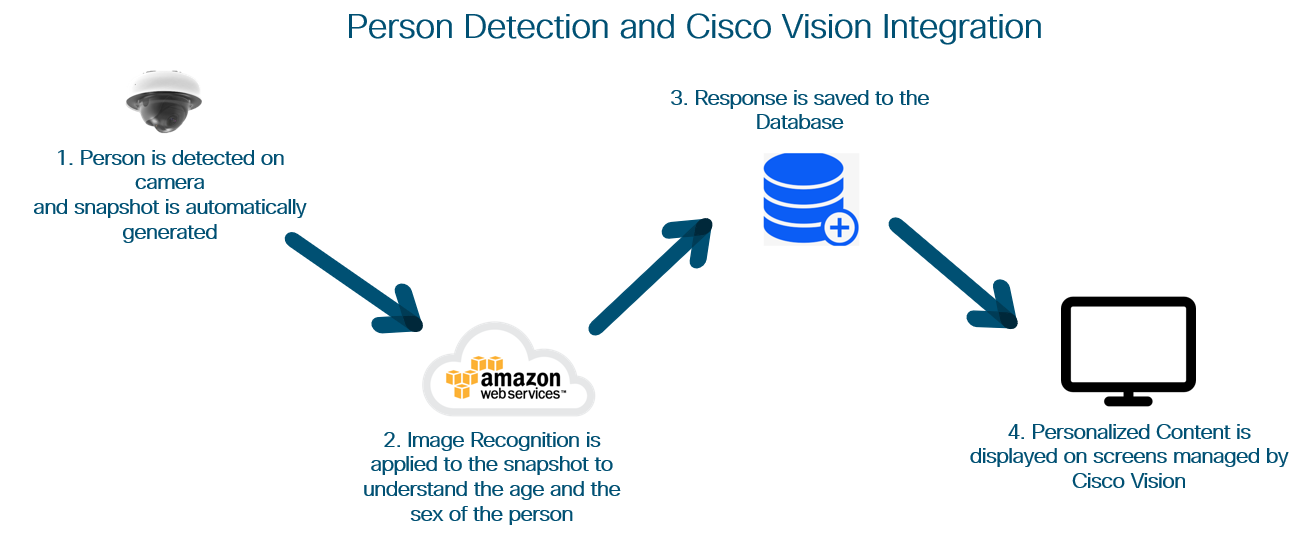 Person Detection and Cisco Vision Integration
1. Person is detected on
camera
and snapshot is automatically
generated
3. Response is saved to the
Database
amazon
webservices™
2. Image Recognition is
applied to the snapshot to
understand the age and the
sex of the person
4. Personalized Content is
displayed on screens managed by
Cisco Vision